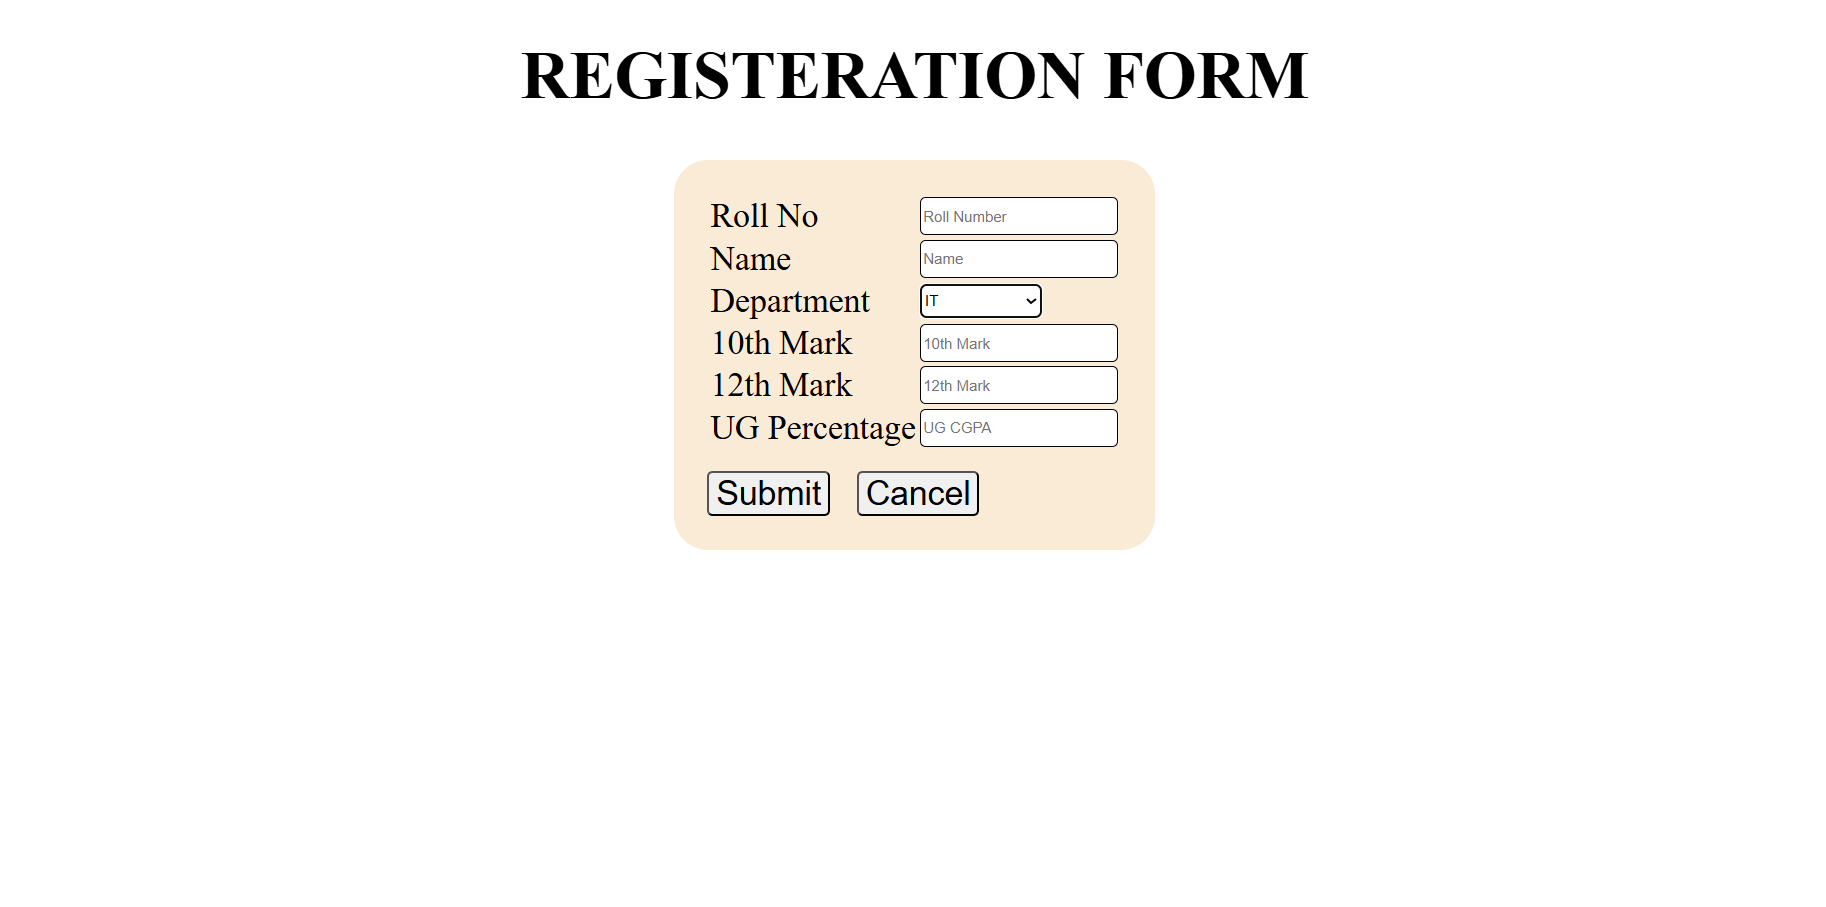 REGISTERATION FORM
Roll No Roll Number
Name Name
Department IT
10th Mark 10th Mark
12th Mark 12th Mark
UG Percentage UG CGPA
Submit Cancel